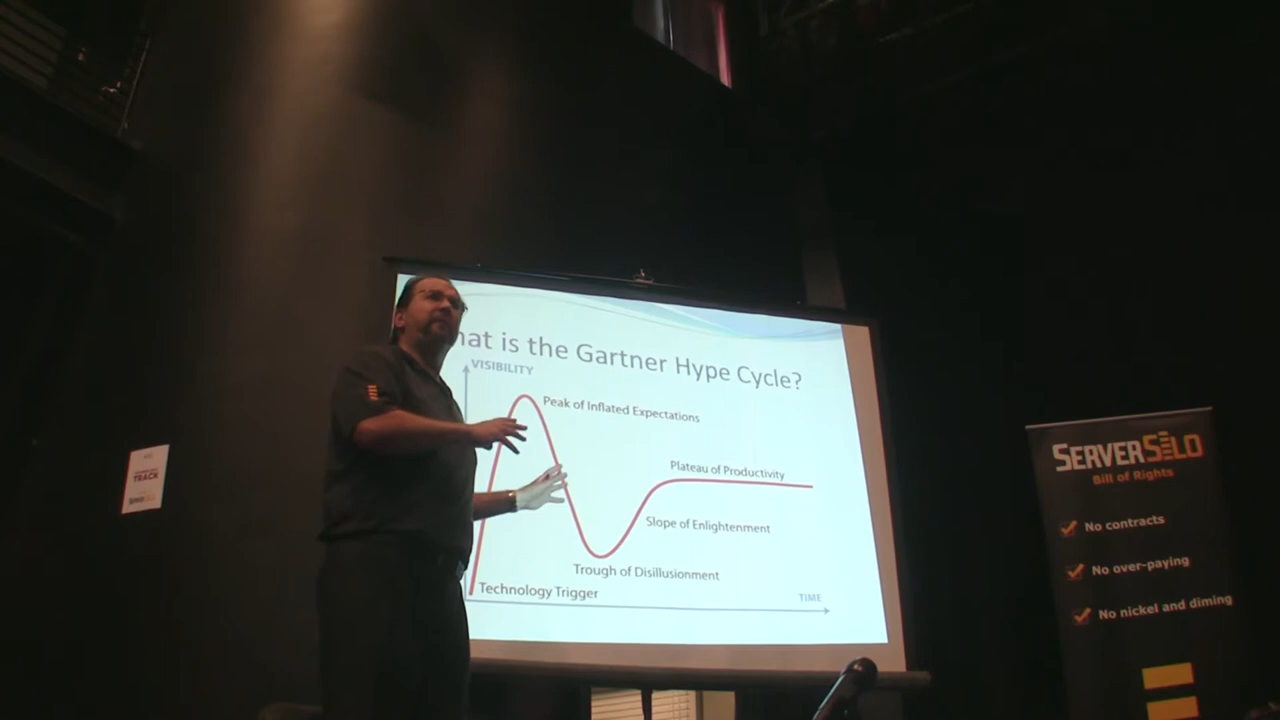 hat is the Gartner Hype Cycle?
VISIBILITY
Peak of Inflated Expectations
Plateau of Productivity
Slope of Enlightenment
Trough of Disillusionment
Technology Trigger
TIME
TRACK
SERVERSILO
Bill of Rights
No contracts
No over-paying
No nickel and diming